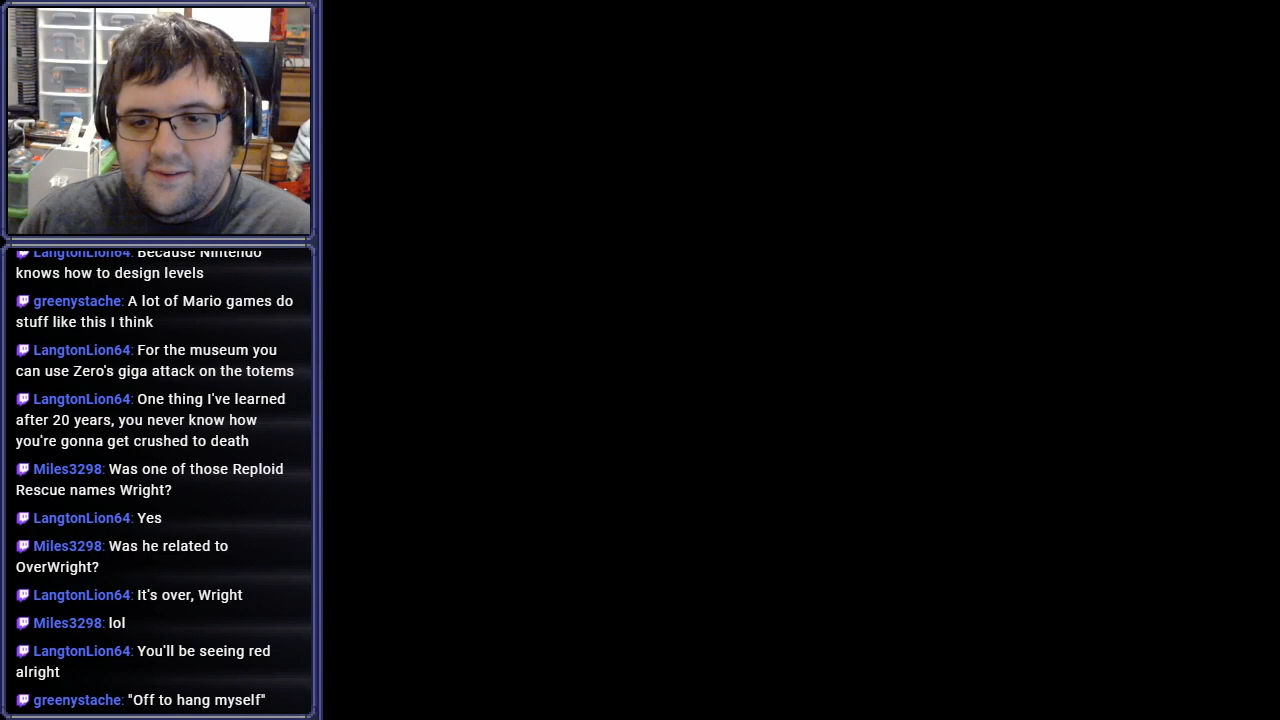 LangtonLion64: Because Nintendo
knows how to design levels
greenystache: A lot of Mario games do
stuff like this I think
LangtonLion64: For the museum you
can use Zero's giga attack on the totems
LangtonLion64: One thing I've learned
after 20 years, you never know how
you're gonna get crushed to death
Miles3298: Was one of those Reploid
Rescue names Wright?
LangtonLion64: Yes
Miles3298: Was he related to
OverWright?
LangtonLion64: It's over, Wright
Miles3298: lol
LangtonLion64: You'll be seeing red
alright
greenystache: "Off to hang myself"